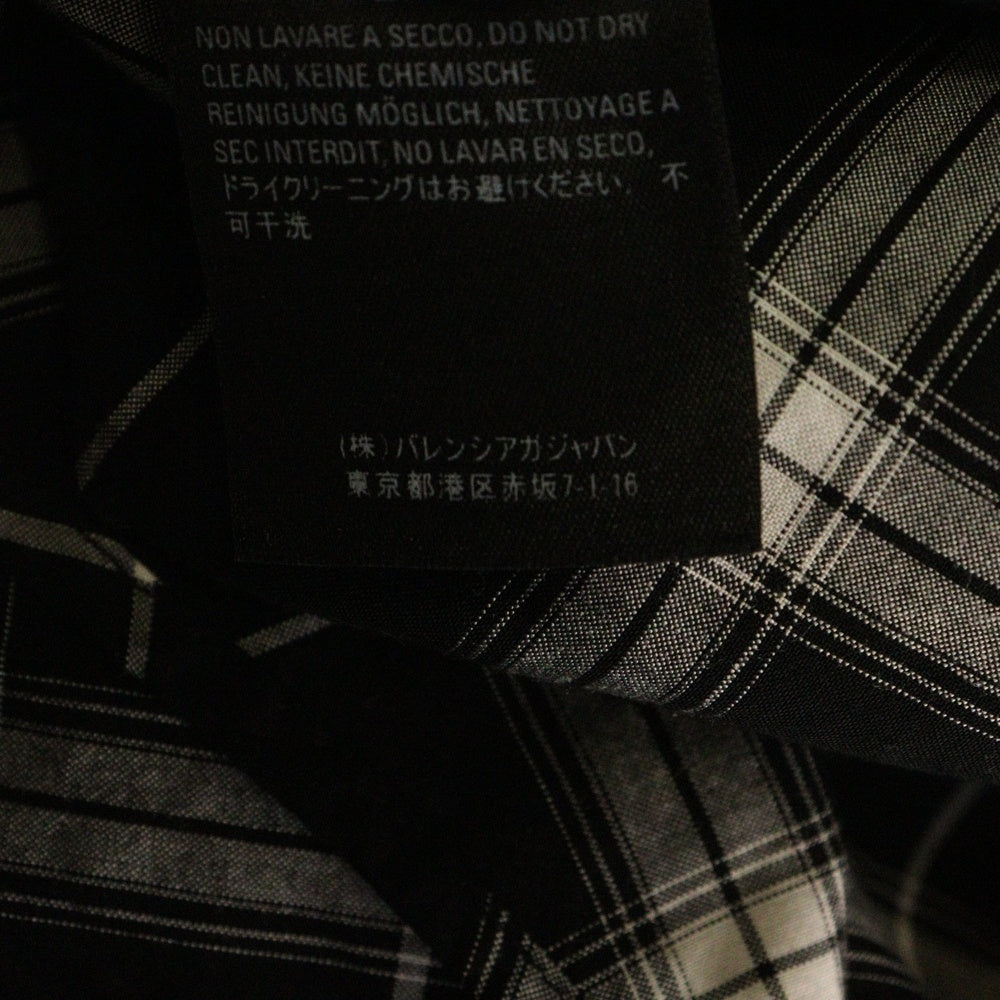 NON LAVARE A SECCO, DO NOT DRY
CLEAN, KEINE CHEMISCHE
REINIGUNG MÖGLICH, NETTOYAGE A
SEC INTERDIT, NO LAVAR EN SECO,
ドライクリーニングはお避けください。 不
可干洗
(株)バレンシアガジャパン
東京都港区赤坂7-1-16